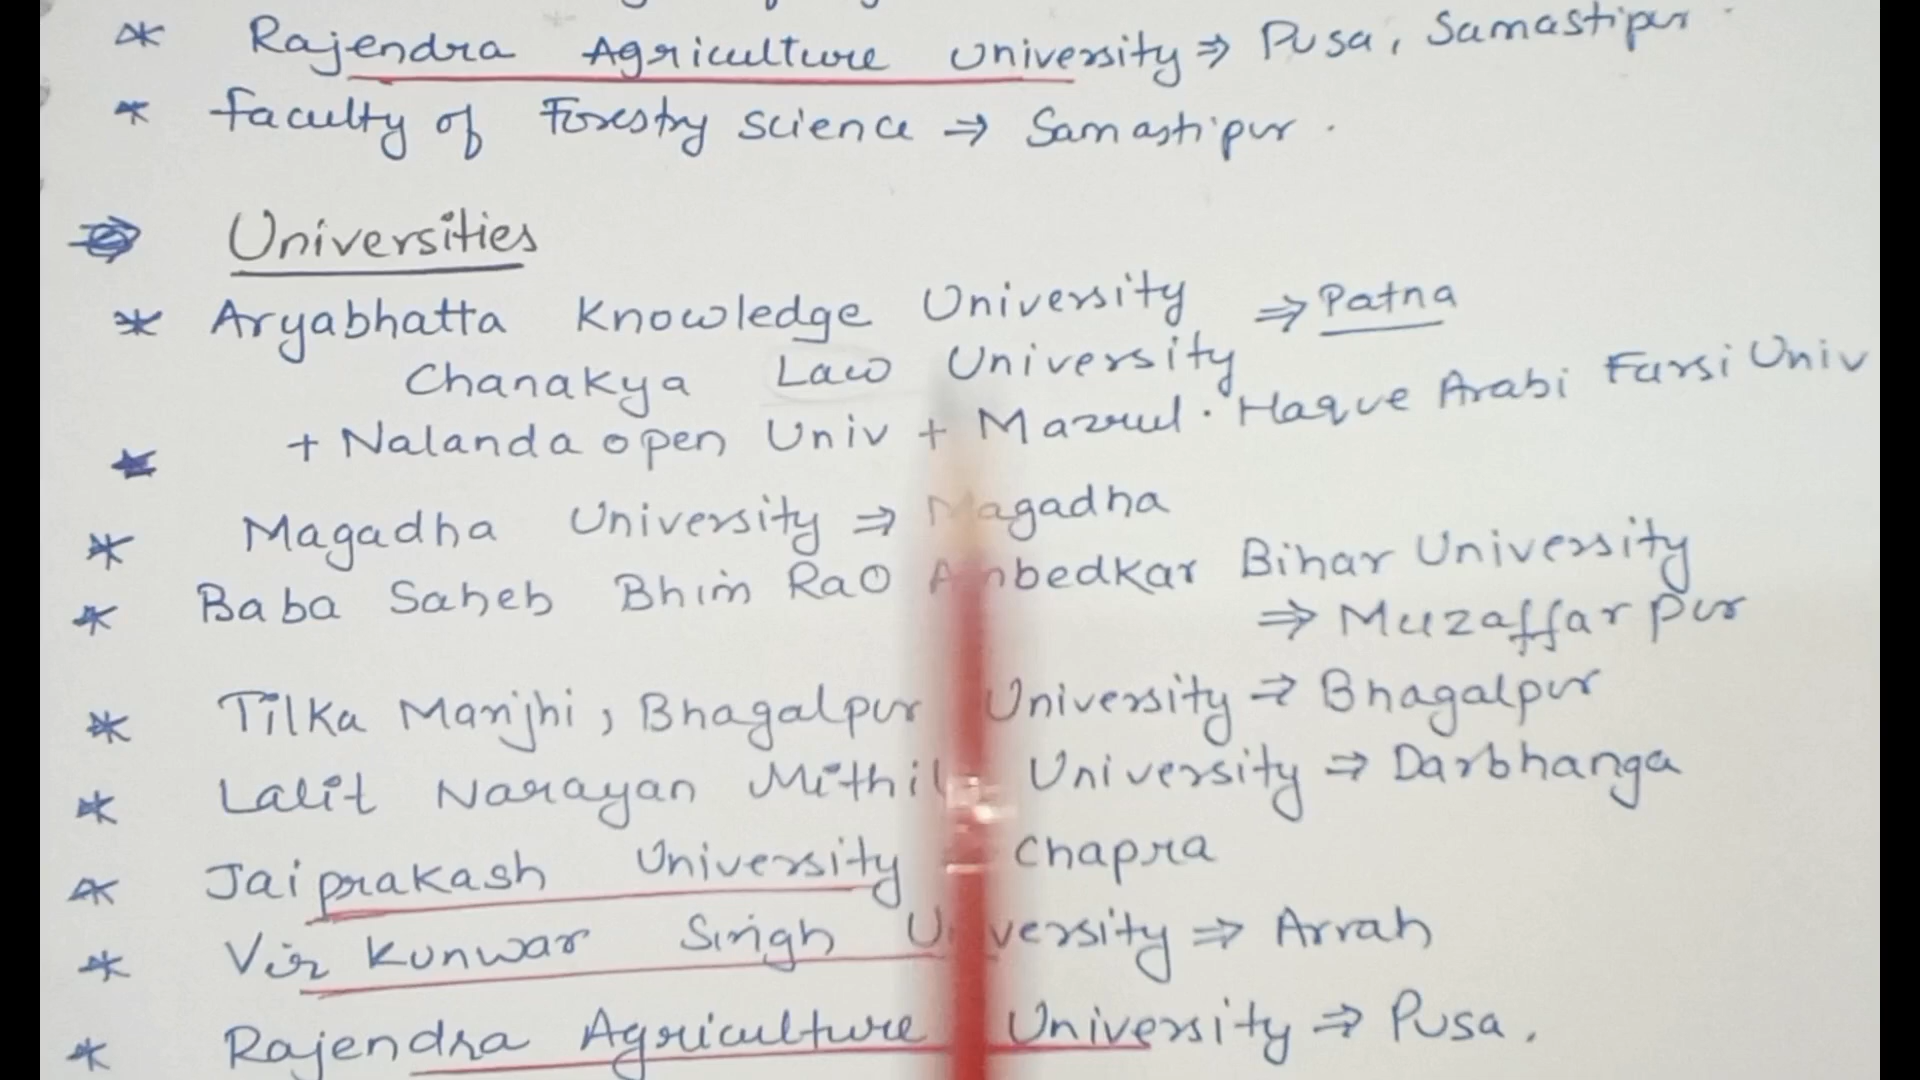 * Rajendra Agriculture University ⇒ Pusa, Samastipur
* faculty of Forestry Science ⇒ Samastipur.
Universities
* Aryabhatta Knowledge University ⇒ Patna
Chanakya Law University
* + Nalanda open Univ + Mazrul. Haque Arabi Farsi Univ
* Magadha University ⇒ Magadha
* Baba Saheb Bhim Rao Ambedkar Bihar University
⇒ Muzaffarpur
* Tilka Manjhi, Bhagalpur University ⇒ Bhagalpur
* Lalit Narayan Mithila University ⇒ Darbhanga
* Jaiprakash University Chapra
* Vir Kunwar Singh University ⇒ Arrah
* Rajendra Agriculture University ⇒ Pusa.